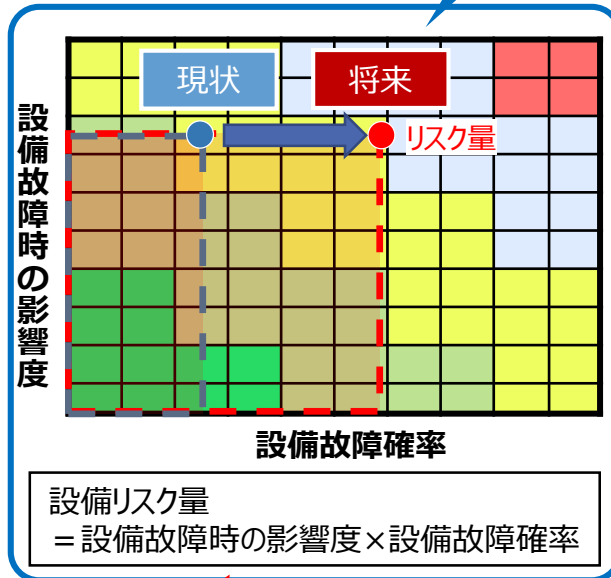 現状
将来
リスク量
設備故障時の影響度
設備故障確率
設備リスク量
＝設備故障時の影響度×設備故障確率